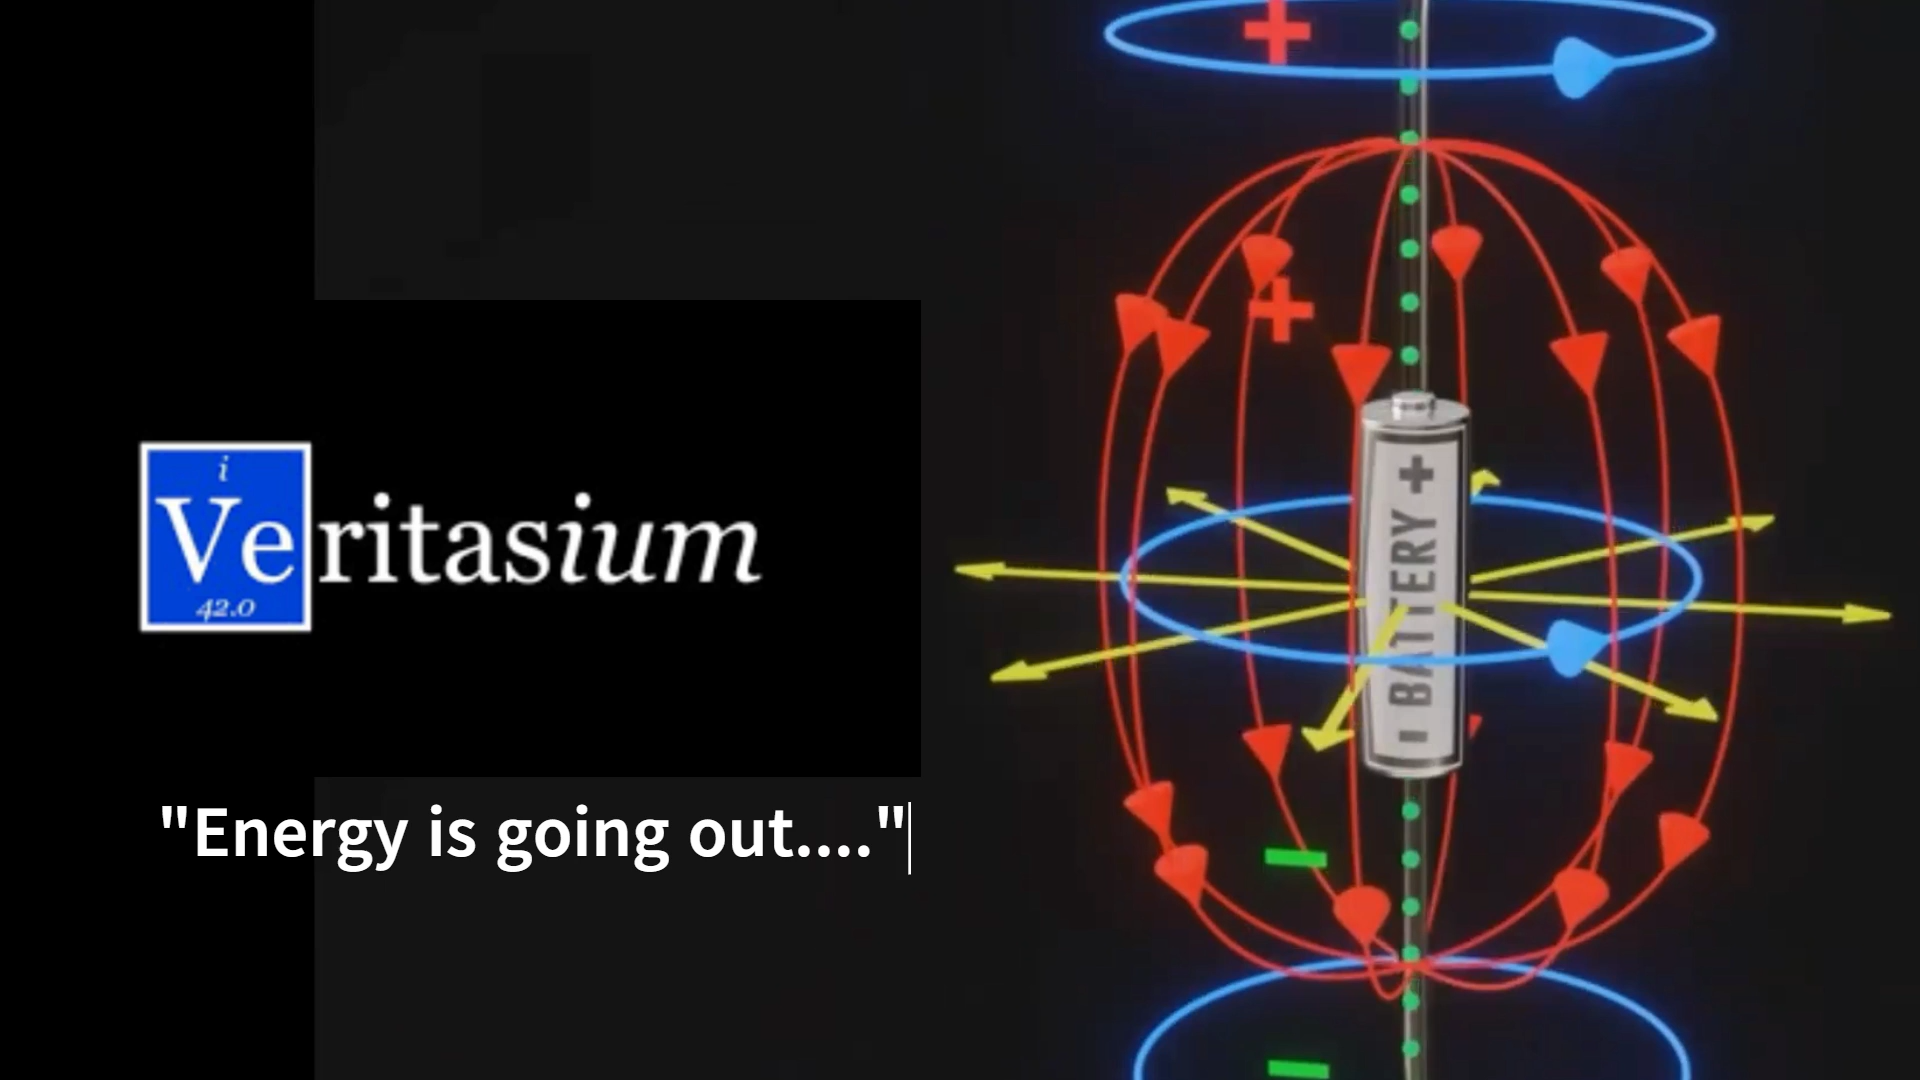 i
Veritasium
42.0
"Energy is going out...."
+
+
– BATTERY +
–
–